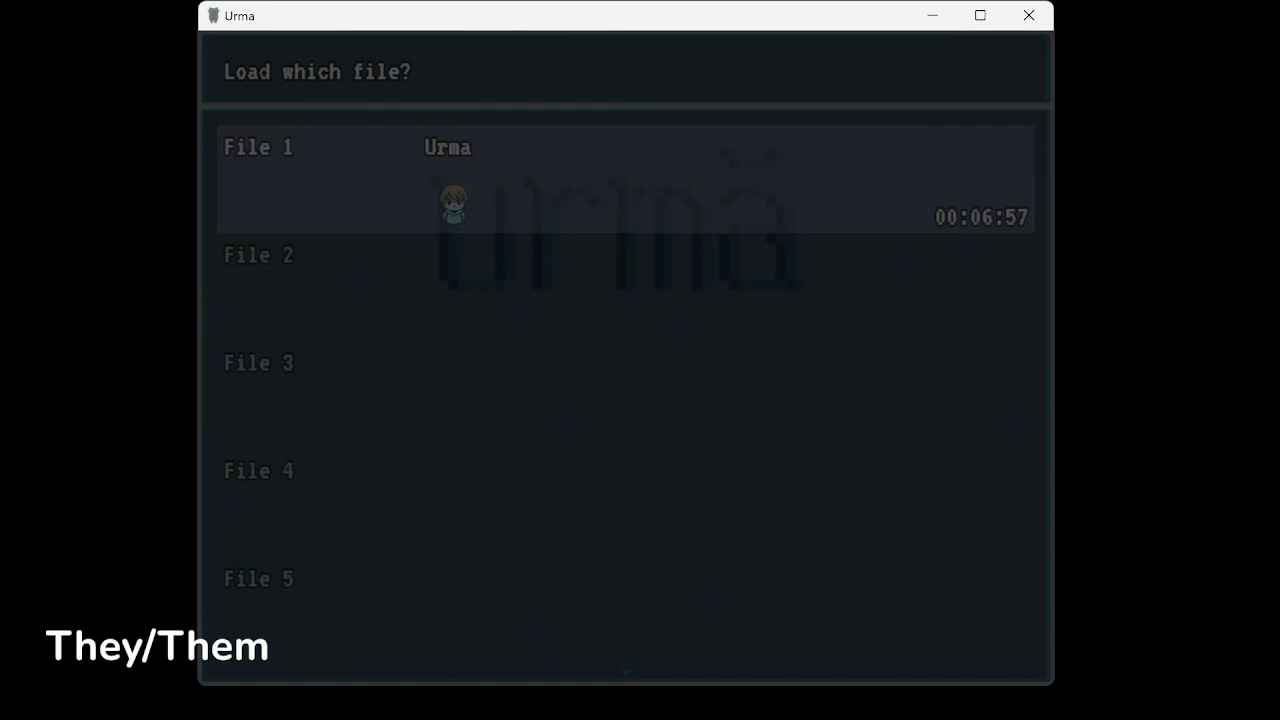 Urma
Load which file?
File 1 Urma
00:06:57
Urmă
File 2
File 3
File 4
File 5
They/Them